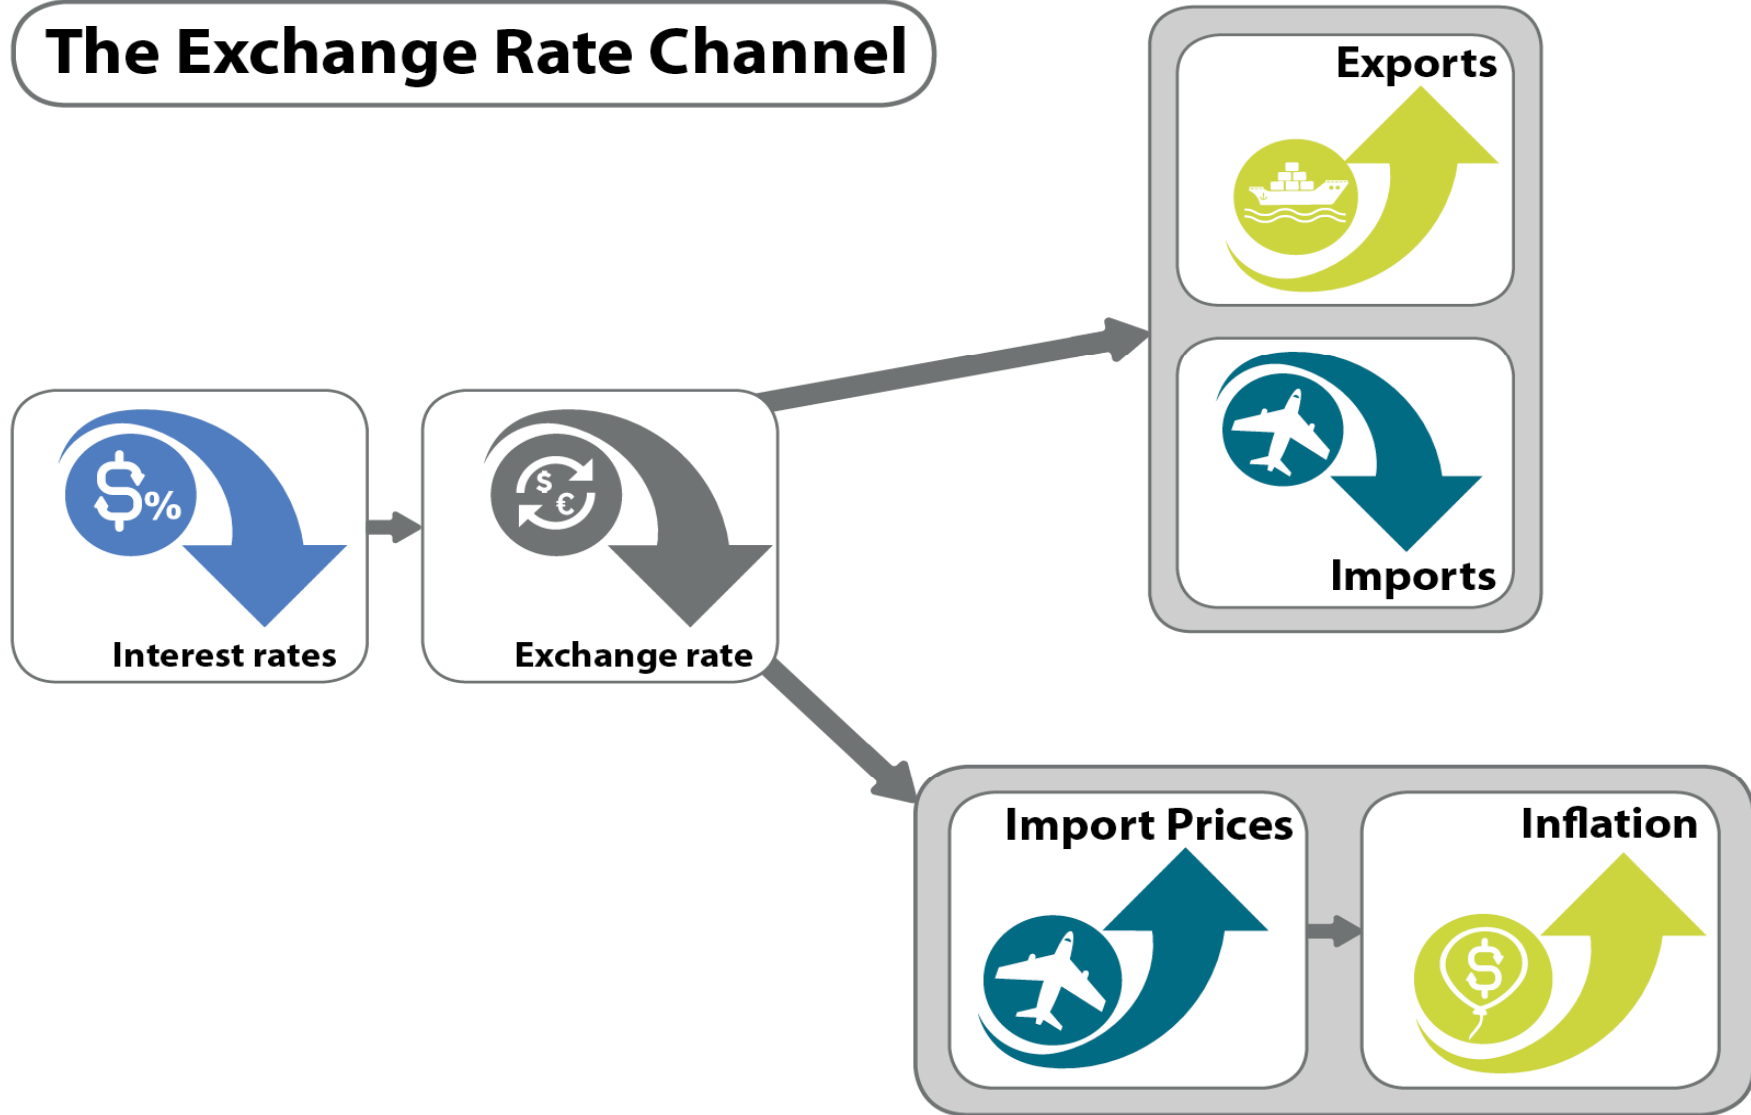 The Exchange Rate Channel
Exports
Imports
$%
Interest rates
$
€
Exchange rate
Import Prices
Inflation
$